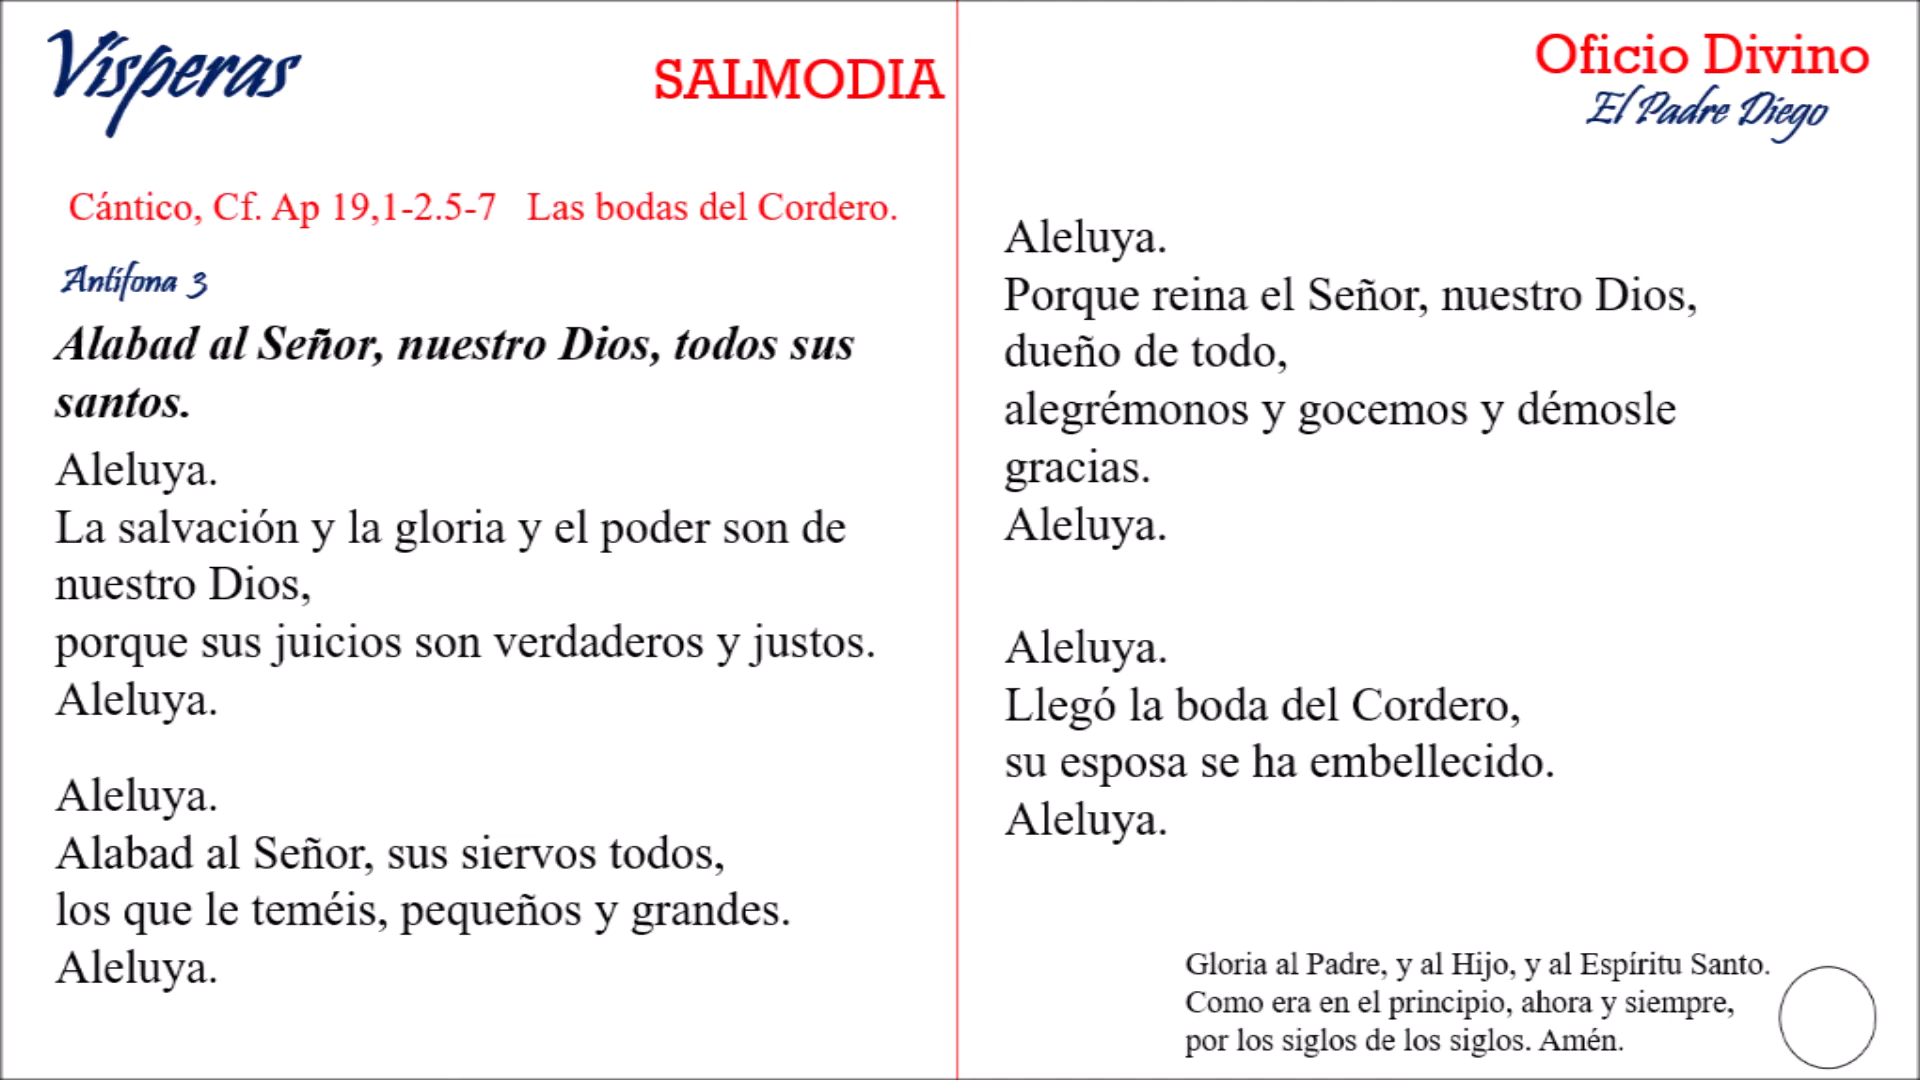 Vísperas
SALMODIA
Oficio Divino
El Padre Diego
Cántico, Cf. Ap 19,1-2.5-7 Las bodas del Cordero.
Antífona 3
Alabad al Señor, nuestro Dios, todos sus
santos.
Aleluya.
La salvación y la gloria y el poder son de
nuestro Dios,
porque sus juicios son verdaderos y justos.
Aleluya.
Aleluya.
Alabad al Señor, sus siervos todos,
los que le teméis, pequeños y grandes.
Aleluya.
Aleluya.
Porque reina el Señor, nuestro Dios,
dueño de todo,
alegrémonos y gocemos y démosle
gracias.
Aleluya.
Aleluya.
Llegó la boda del Cordero,
su esposa se ha embellecido.
Aleluya.
Gloria al Padre, y al Hijo, y al Espíritu Santo.
Como era en el principio, ahora y siempre,
por los siglos de los siglos. Amén.